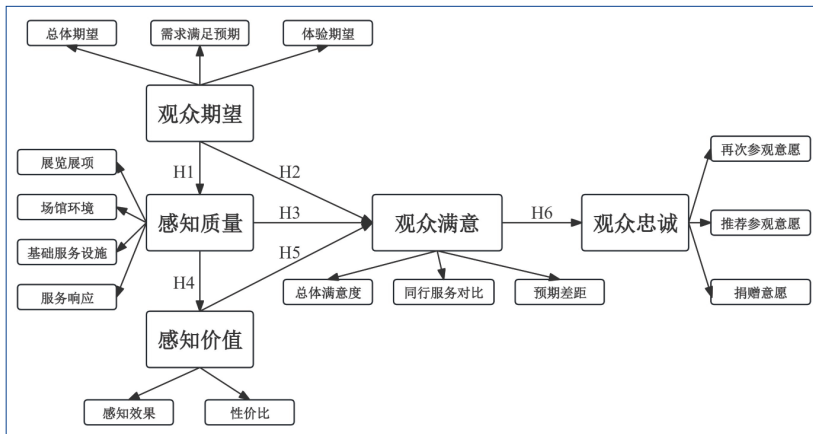 总体期望
需求满足预期
体验期望
观众期望
H1
H2
展览展项
场馆环境
基础服务设施
服务响应
感知质量
H3
观众满意
H6
观众忠诚
再次参观意愿
推荐参观意愿
捐赠意愿
H4
H5
总体满意度
同行服务对比
预期差距
感知价值
感知效果
性价比